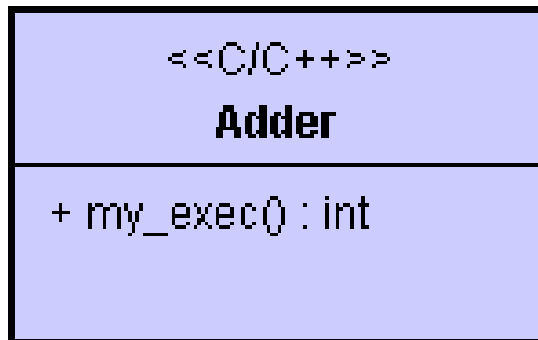 <<C/C++>>
Adder
+ my_exec() : int